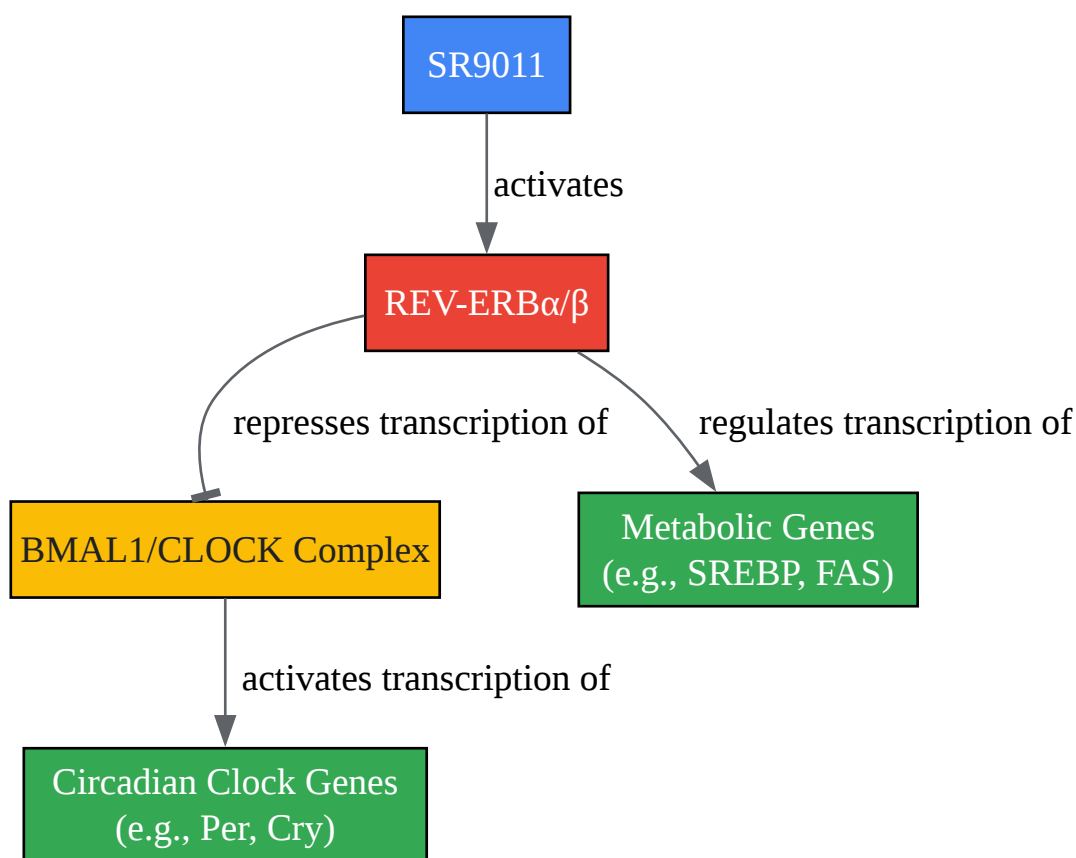 SR9011
activates
REV-ERBα/β
represses transcription of
regulates transcription of
BMAL1/CLOCK Complex
Metabolic Genes
(e.g., SREBP, FAS)
activates transcription of
Circadian Clock Genes
(e.g., Per, Cry)